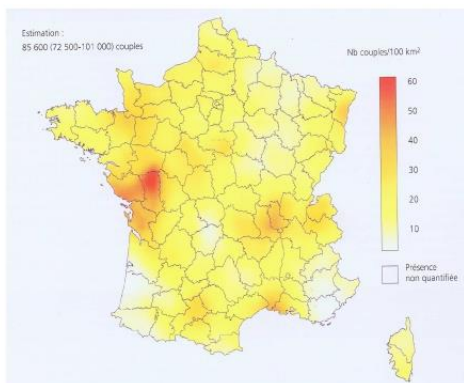 Estimation :
85 600 (72 500-101 000) couples
Nb couples/100 km²
60
50
40
30
20
10
Présence
non quantifiée